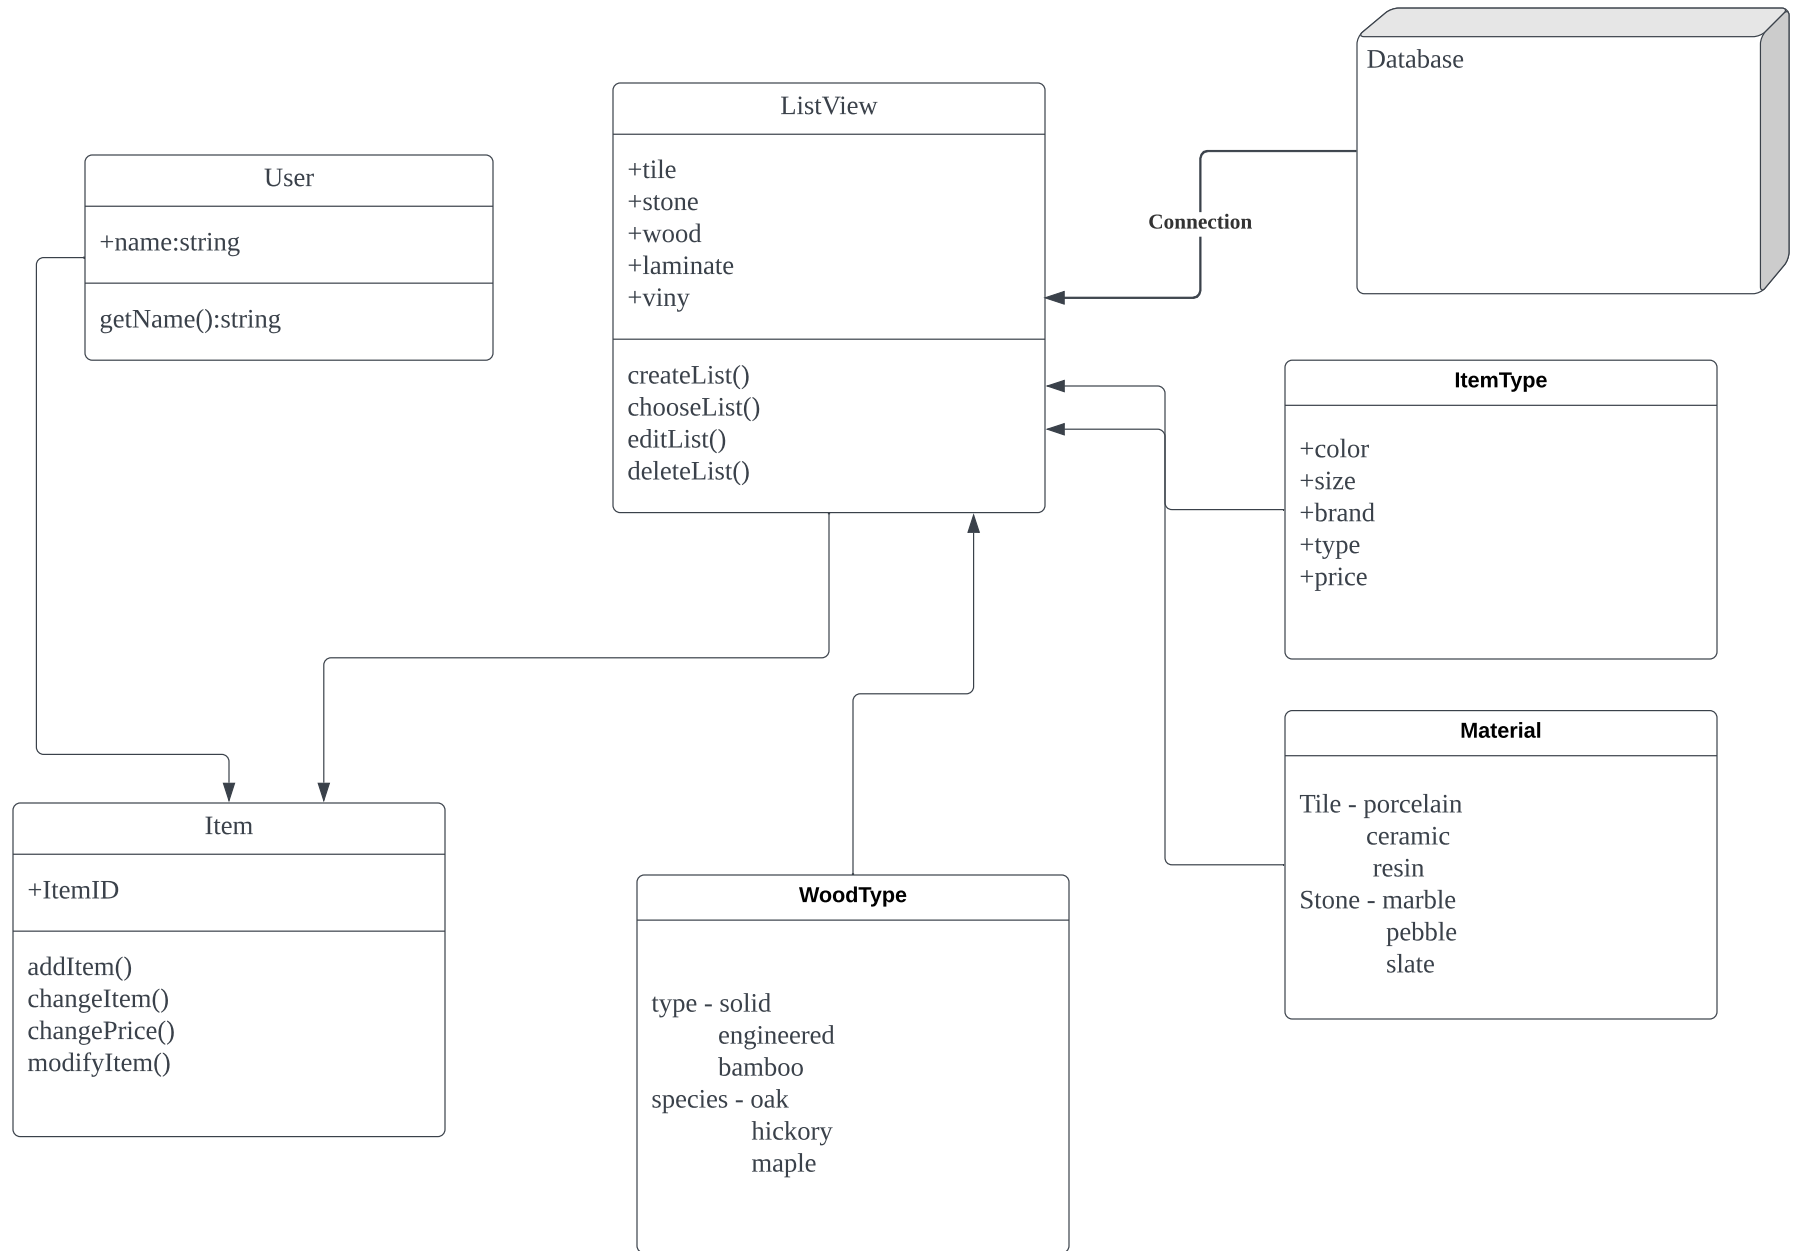 Database
ListView
+tile
+stone
+wood
+laminate
+viny
createList()
chooseList()
editList()
deleteList()
User
+name:string
getName():string
Connection
ItemType
+color
+size
+brand
+type
+price
Material
Tile - porcelain
ceramic
resin
Stone - marble
pebble
slate
Item
+ItemID
addItem()
changeItem()
changePrice()
modifyItem()
WoodType
type - solid
engineered
bamboo
species - oak
hickory
maple